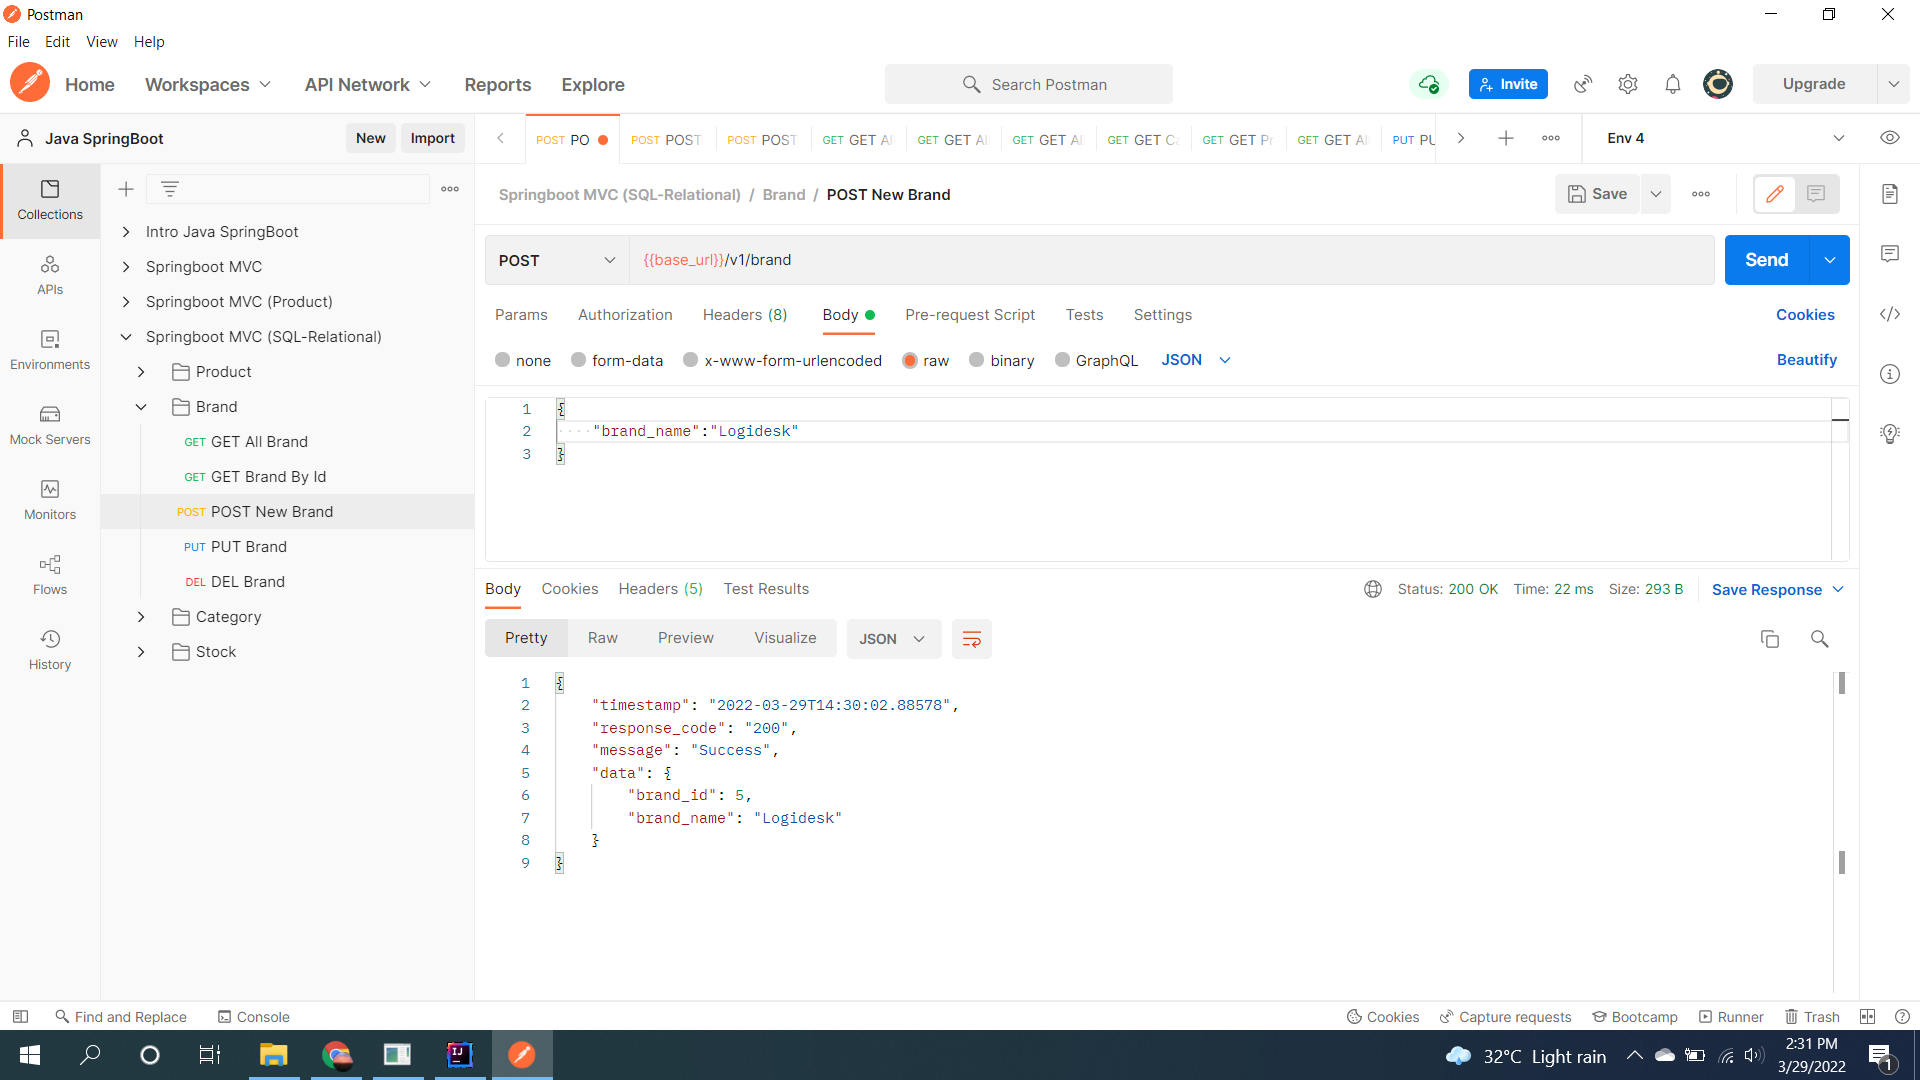 Postman
File Edit View Help
Home Workspaces API Network Reports Explore Search Postman Invite Upgrade
Java SpringBoot New Import
POST PO POST POST POST POST GET GET Al GET GET Al GET GET Al GET GET Ca GET GET Pr GET GET Al PUT PU Env 4
Collections
APIs
Environments
Mock Servers
Monitors
Flows
History
Intro Java SpringBoot
Springboot MVC
Springboot MVC (Product)
Springboot MVC (SQL-Relational)
Product
Brand
GET GET All Brand
GET GET Brand By Id
POST POST New Brand
PUT PUT Brand
DEL DEL Brand
Category
Stock
Springboot MVC (SQL-Relational) / Brand / POST New Brand Save
POST {{base_url}}/v1/brand Send
Params Authorization Headers (8) Body Pre-request Script Tests Settings Cookies
none form-data x-www-form-urlencoded raw binary GraphQL JSON Beautify
1 {
2 "brand_name":"Logidesk"
3 }
Body Cookies Headers (5) Test Results Status: 200 OK Time: 22 ms Size: 293 B Save Response
Pretty Raw Preview Visualize JSON
1 {
2 "timestamp": "2022-03-29T14:30:02.88578",
3 "response_code": "200",
4 "message": "Success",
5 "data": {
6 "brand_id": 5,
7 "brand_name": "Logidesk"
8 }
9 }
Find and Replace Console Cookies Capture requests Bootcamp Runner Trash
32°C Light rain 2:31 PM
3/29/2022
1